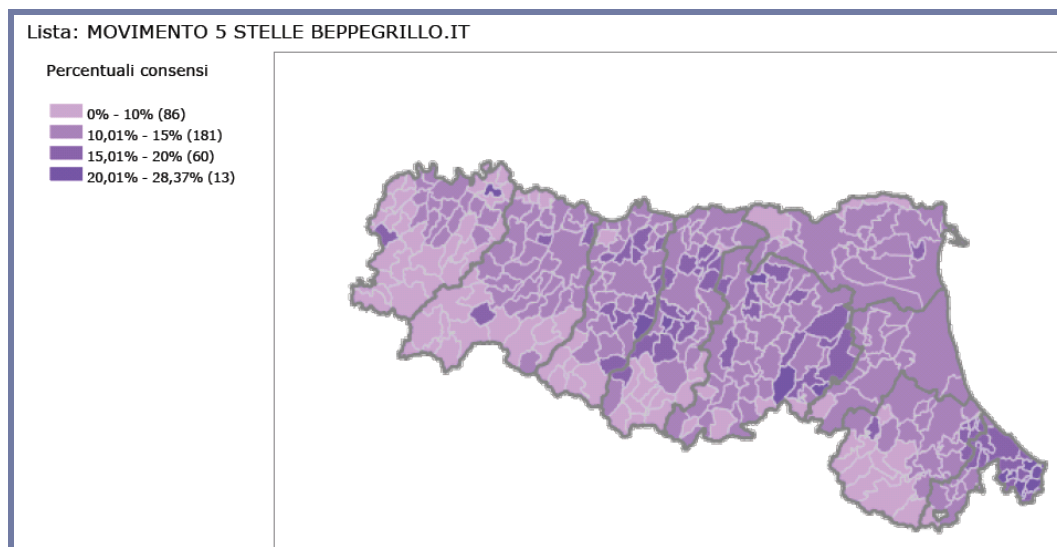 Lista: MOVIMENTO 5 STELLE BEPPEGRILLO.IT
Percentuali consensi
0% - 10% (86)
10,01% - 15% (181)
15,01% - 20% (60)
20,01% - 28,37% (13)